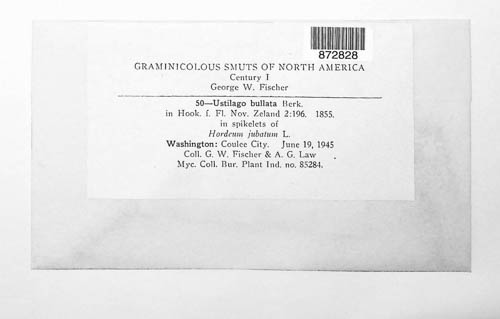 872828
GRAMINICOLOUS SMUTS OF NORTH AMERICA
Century I
George W. Fischer
50—Ustilago bullata Berk.
in Hook. f. Fl. Nov. Zeland 2:196. 1855.
in spikelets of
Hordeum jubatum L.
Washington: Coulee City. June 19, 1945
Coll. G. W. Fischer & A. G. Law
Myc. Coll. Bur. Plant Ind. no. 85284.